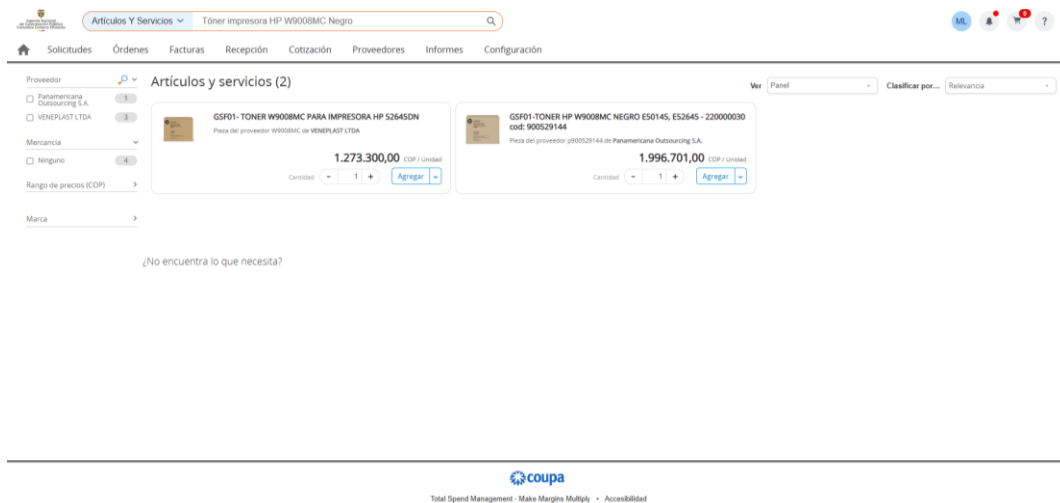 Artículos Y Servicios
Tóner impresora HP W9008MC Negro
ML
0
?
Solicitudes Órdenes Facturas Recepción Cotización Proveedores Informes Configuración
Proveedor
Panamericana Outsourcing S.A.
1
VENEPLAST LTDA
3
Mercancía
Ninguno
4
Rango de precios (COP)
Marca
Artículos y servicios (2)
Ver Panel
Clasificar por... Relevancia
GSF01- TONER W9008MC PARA IMPRESORA HP 52645DN
Pieza del proveedor W9008MC de VENEPLAST LTDA
1.273.300,00 COP / Unidad
Cantidad - 1 + Agregar
GSF01-TONER HP W9008MC NEGRO E50145, E52645 - 220000030
cod: 900529144
Pieza del proveedor p900529144 de Panamericana Outsourcing S.A.
1.996.701,00 COP / Unidad
Cantidad - 1 + Agregar
¿No encuentra lo que necesita?
coupa
Total Spend Management - Make Margins Multiply • Accesibilidad